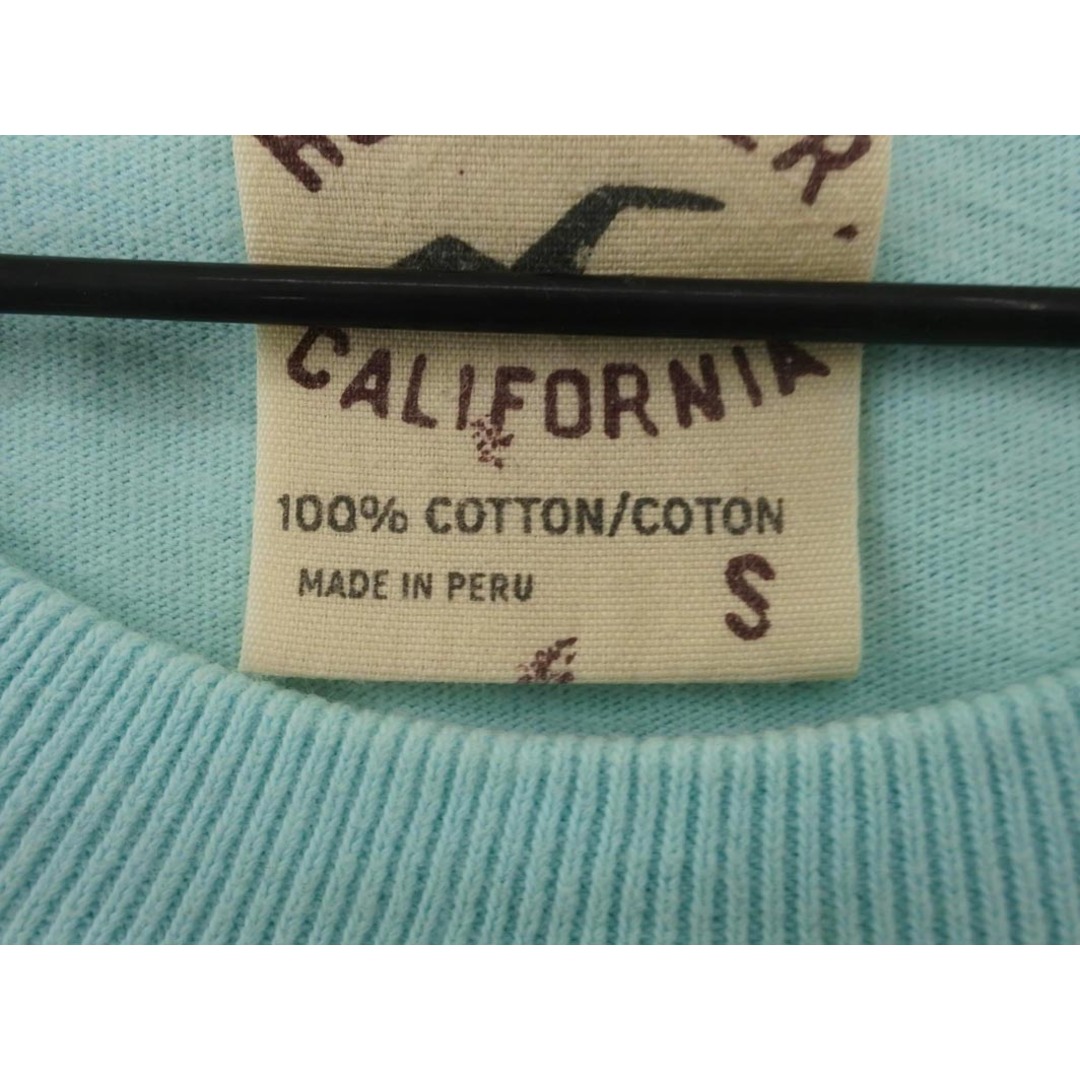 CALIFORNIA
100% COTTON/COTON
MADE IN PERU
S